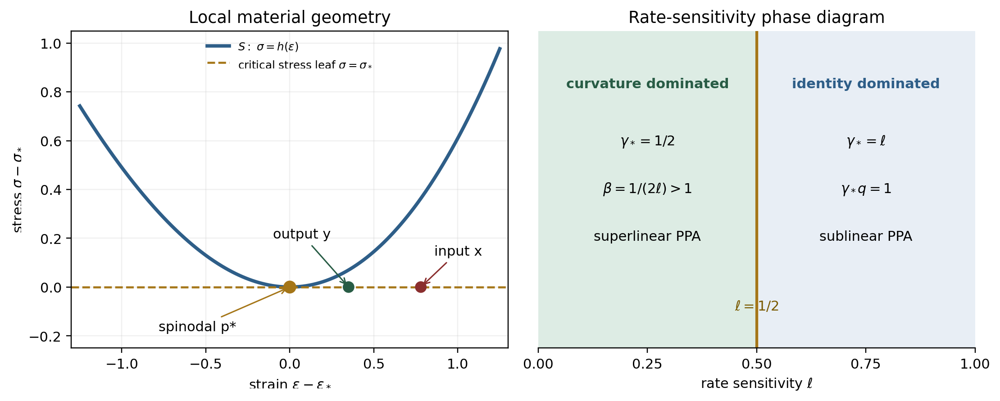 Local material geometry
S: σ = h(ε)
critical stress leaf σ = σ*
1.0
0.8
0.6
0.4
0.2
0.0
−0.2
stress σ − σ*
output y
input x
spinodal p*
−1.0
−0.5
0.0
0.5
1.0
strain ε − ε*
Rate-sensitivity phase diagram
curvature dominated
γ* = 1/2
β = 1/(2ℓ) > 1
superlinear PPA
identity dominated
γ* = ℓ
γ*q = 1
sublinear PPA
ℓ = 1/2
0.00
0.25
0.50
0.75
1.00
rate sensitivity ℓ